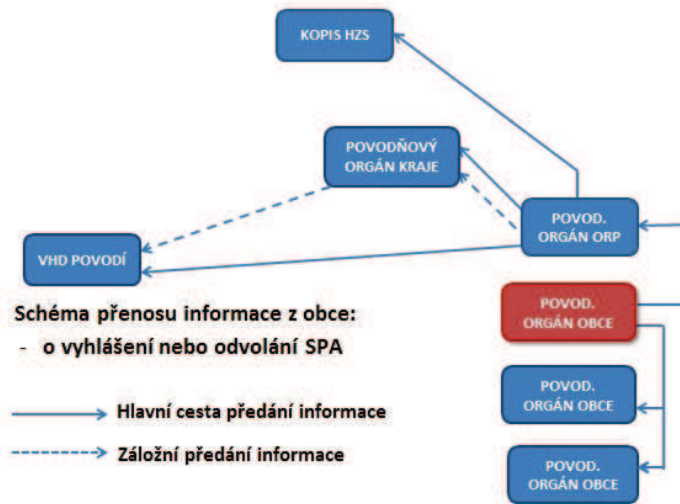 KOPIS HZS
POVODŇOVÝ
ORGÁN KRAJE
POVOD.
ORGÁN ORP
VHD POVODÍ
POVOD.
ORGÁN OBCE
Schéma přenosu informace z obce:
- o vyhlášení nebo odvolání SPA
POVOD.
ORGÁN OBCE
Hlavní cesta předání informace
Záložní předání informace
POVOD.
ORGÁN OBCE